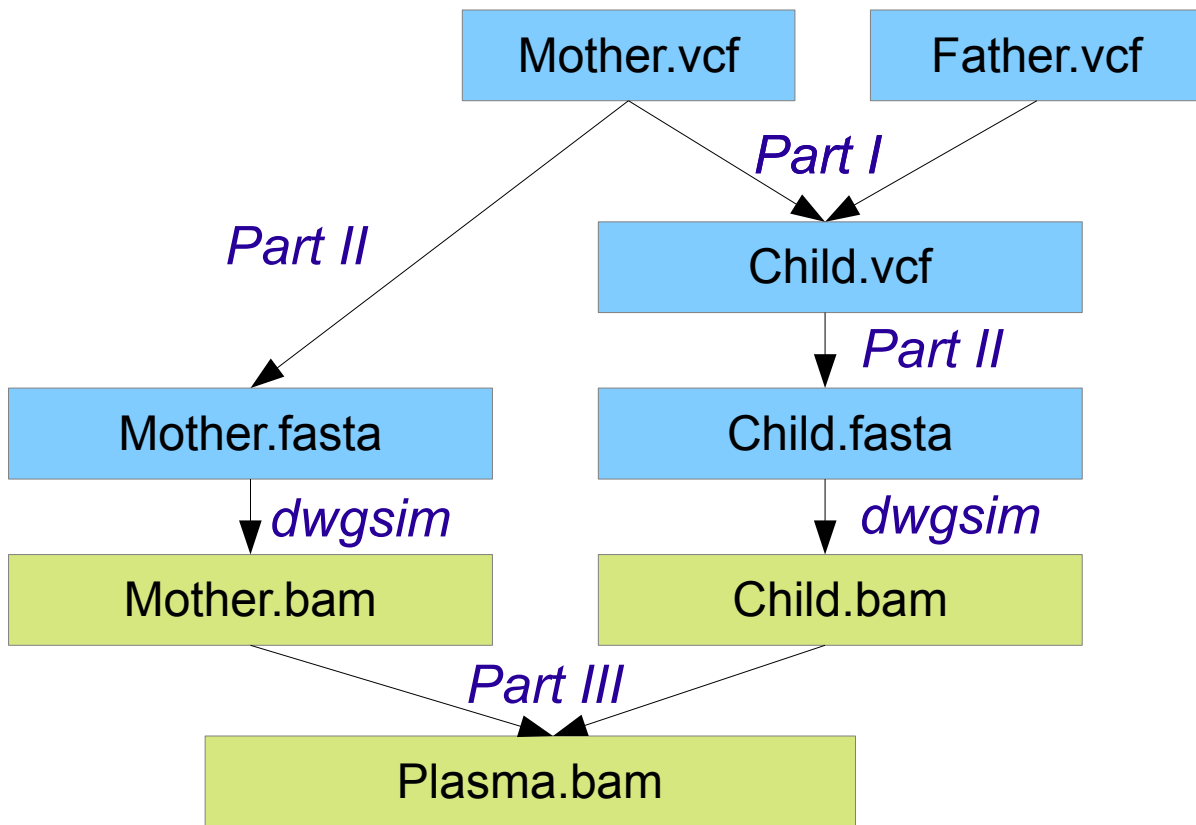 Mother.vcf
Father.vcf
Part I
Part II
Child.vcf
Part II
Mother.fasta
Child.fasta
dwgsim
dwgsim
Mother.bam
Child.bam
Part III
Plasma.bam